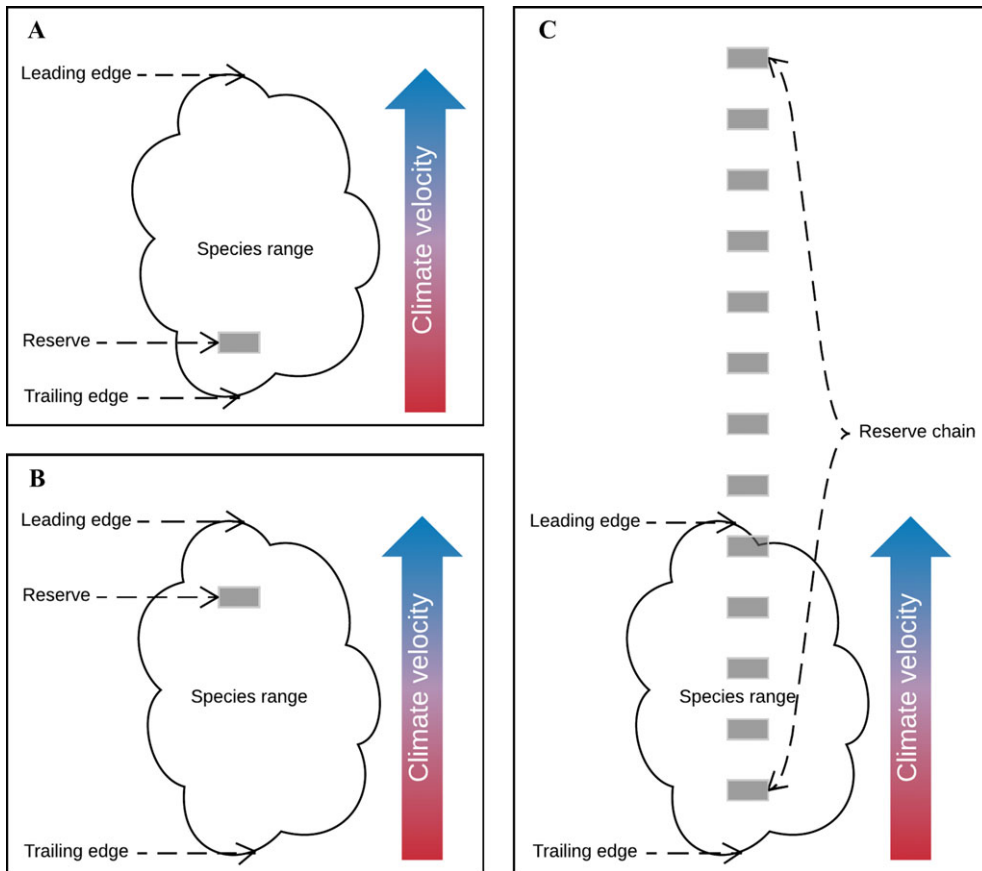 A
Leading edge
Climate velocity
Species range
Reserve
Trailing edge
B
Leading edge
Climate velocity
Reserve
Species range
Trailing edge
C
Reserve chain
Leading edge
Climate velocity
Species range
Trailing edge